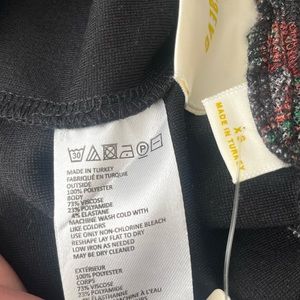 XS
MADE IN TURKEY
30
MADE IN TURKEY
FABRIQUÉ EN TURQUIE
OUTSIDE
100% POLYESTER
BODY
73% VISCOSE
23% POLYAMIDE
4% ELASTANE
MACHINE WASH COLD WITH
LIKE COLORS
USE ONLY NON-CHLORINE BLEACH
RESHAPE LAY FLAT TO DRY
LOW IRON AS NEEDED
MAY BE DRY CLEANED
EXTÉRIEUR
100% POLYESTER
CORPS
73% VISCOSE
23% POLYAMIDE